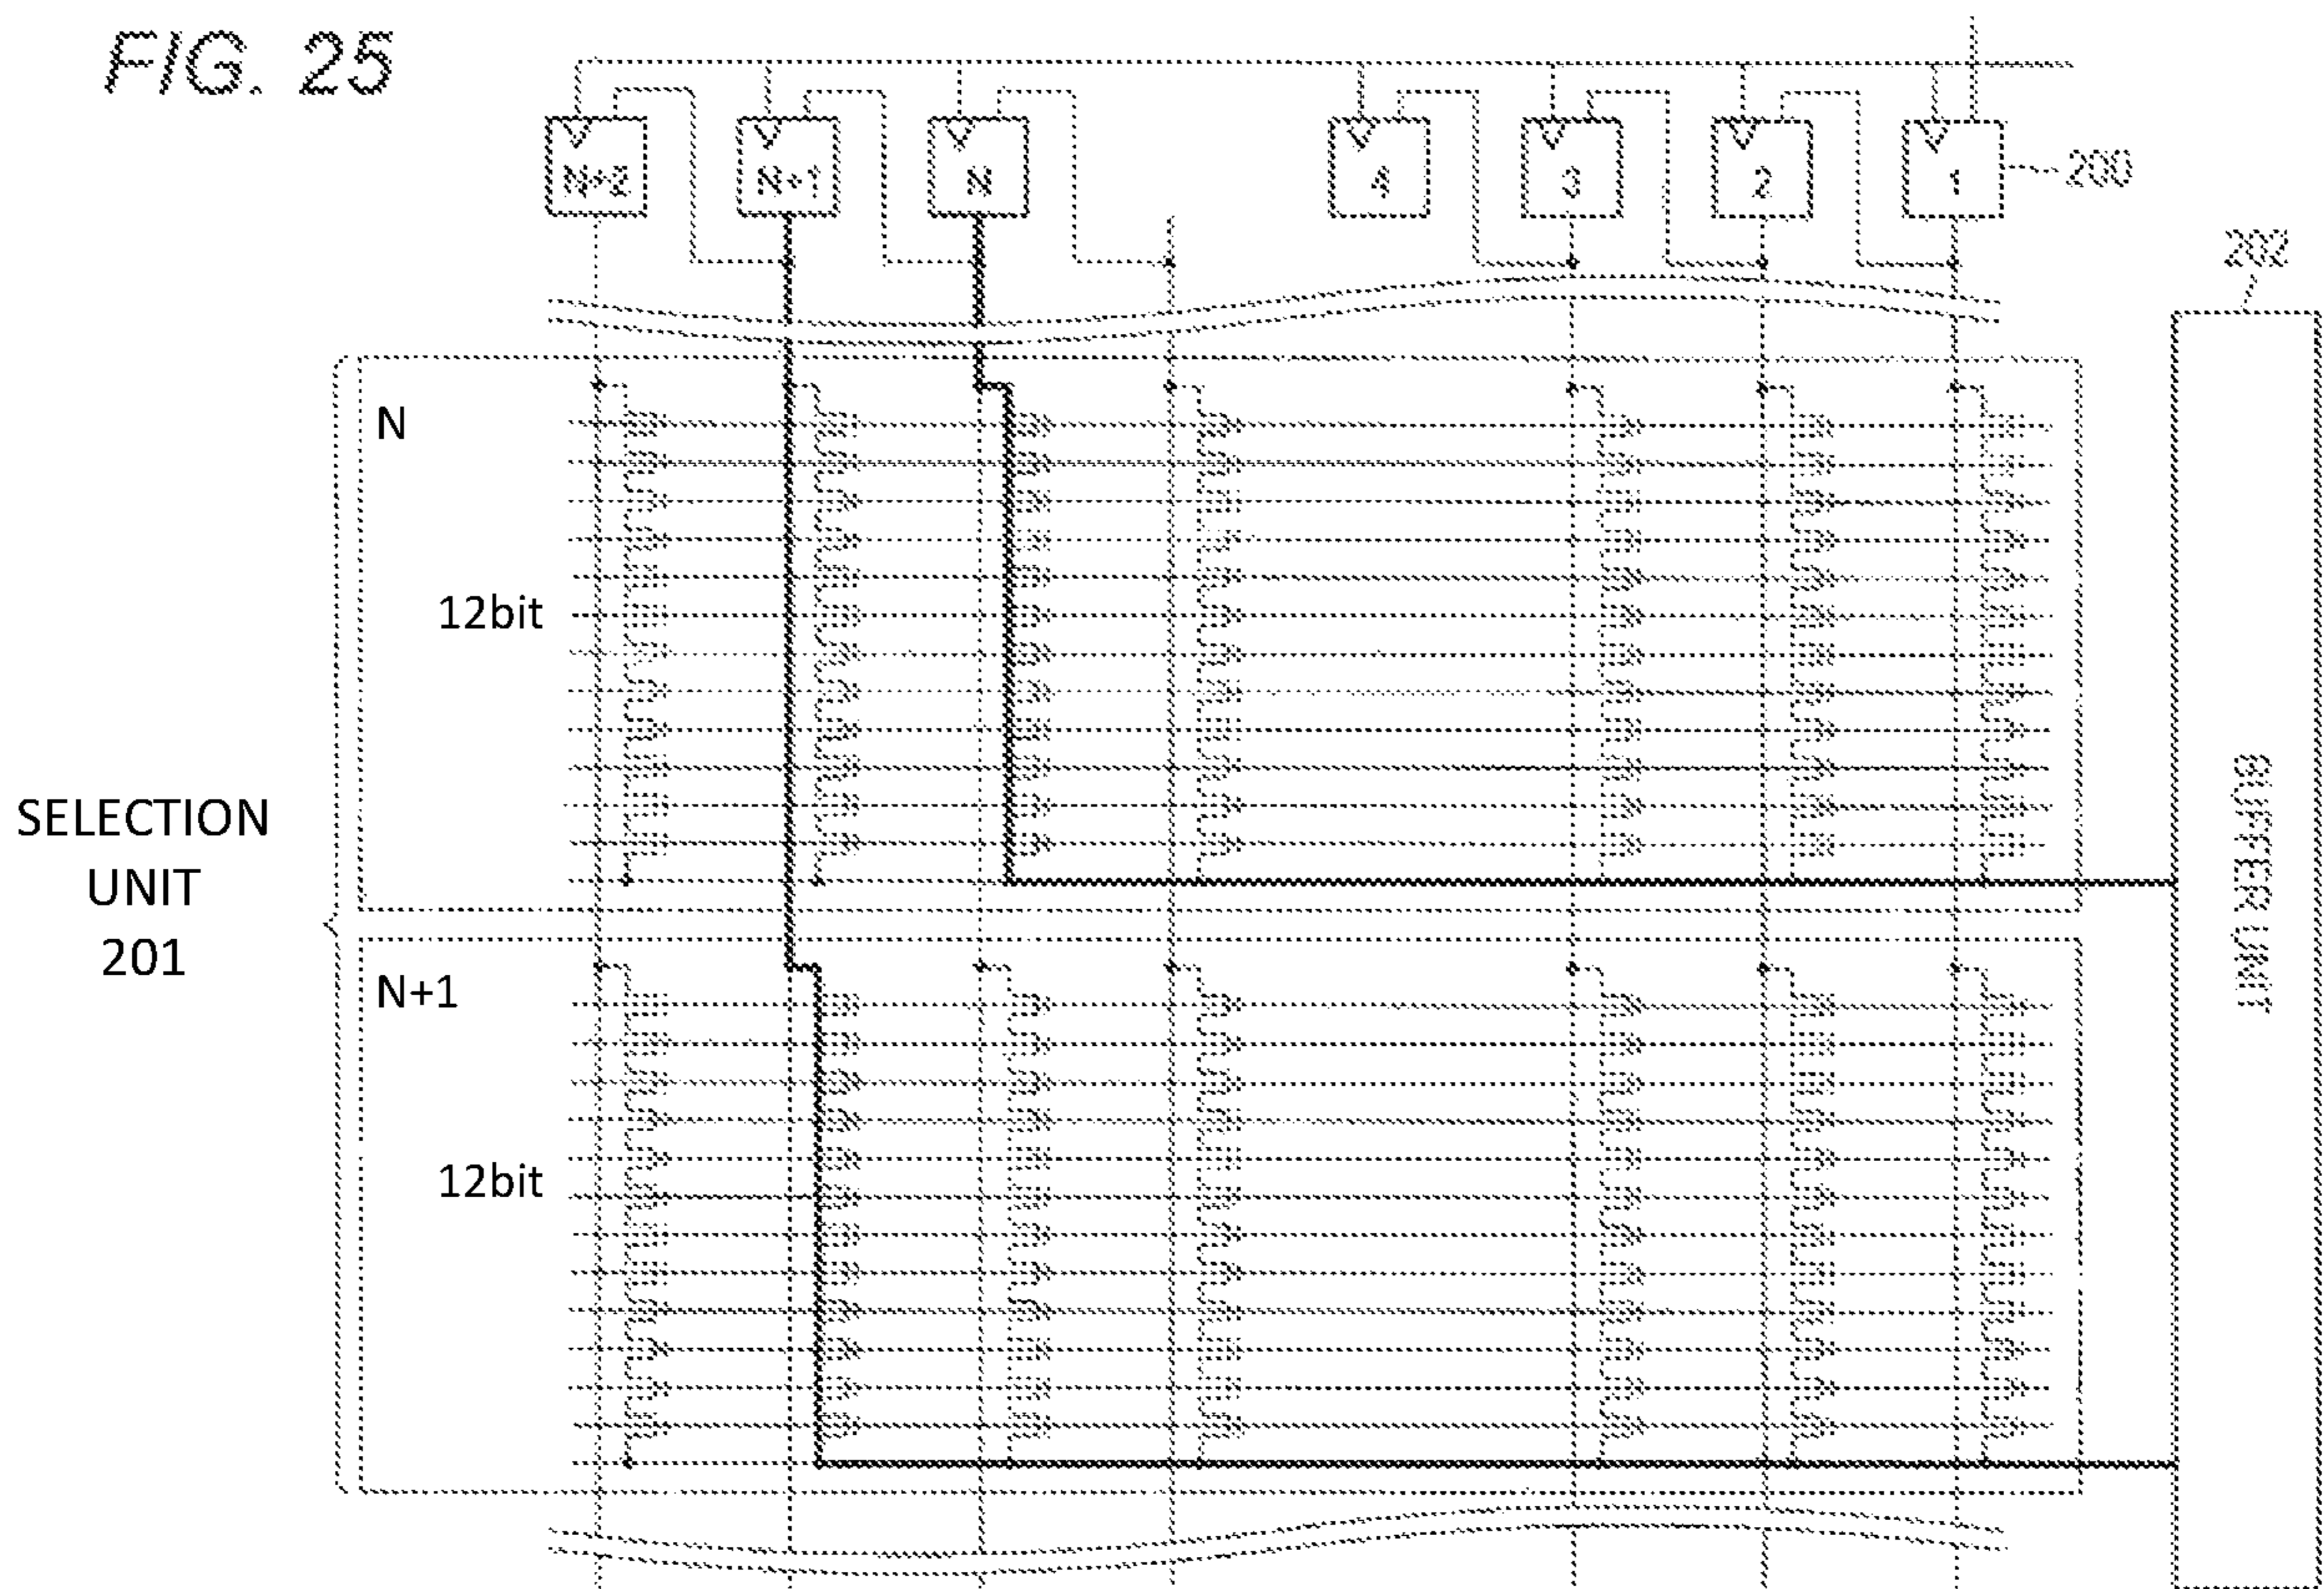 FIG. 25
N+2
N+1
N
4
3
2
1
200
202
N
12bit
SELECTION
UNIT
201
N+1
12bit
BUFFER UNIT